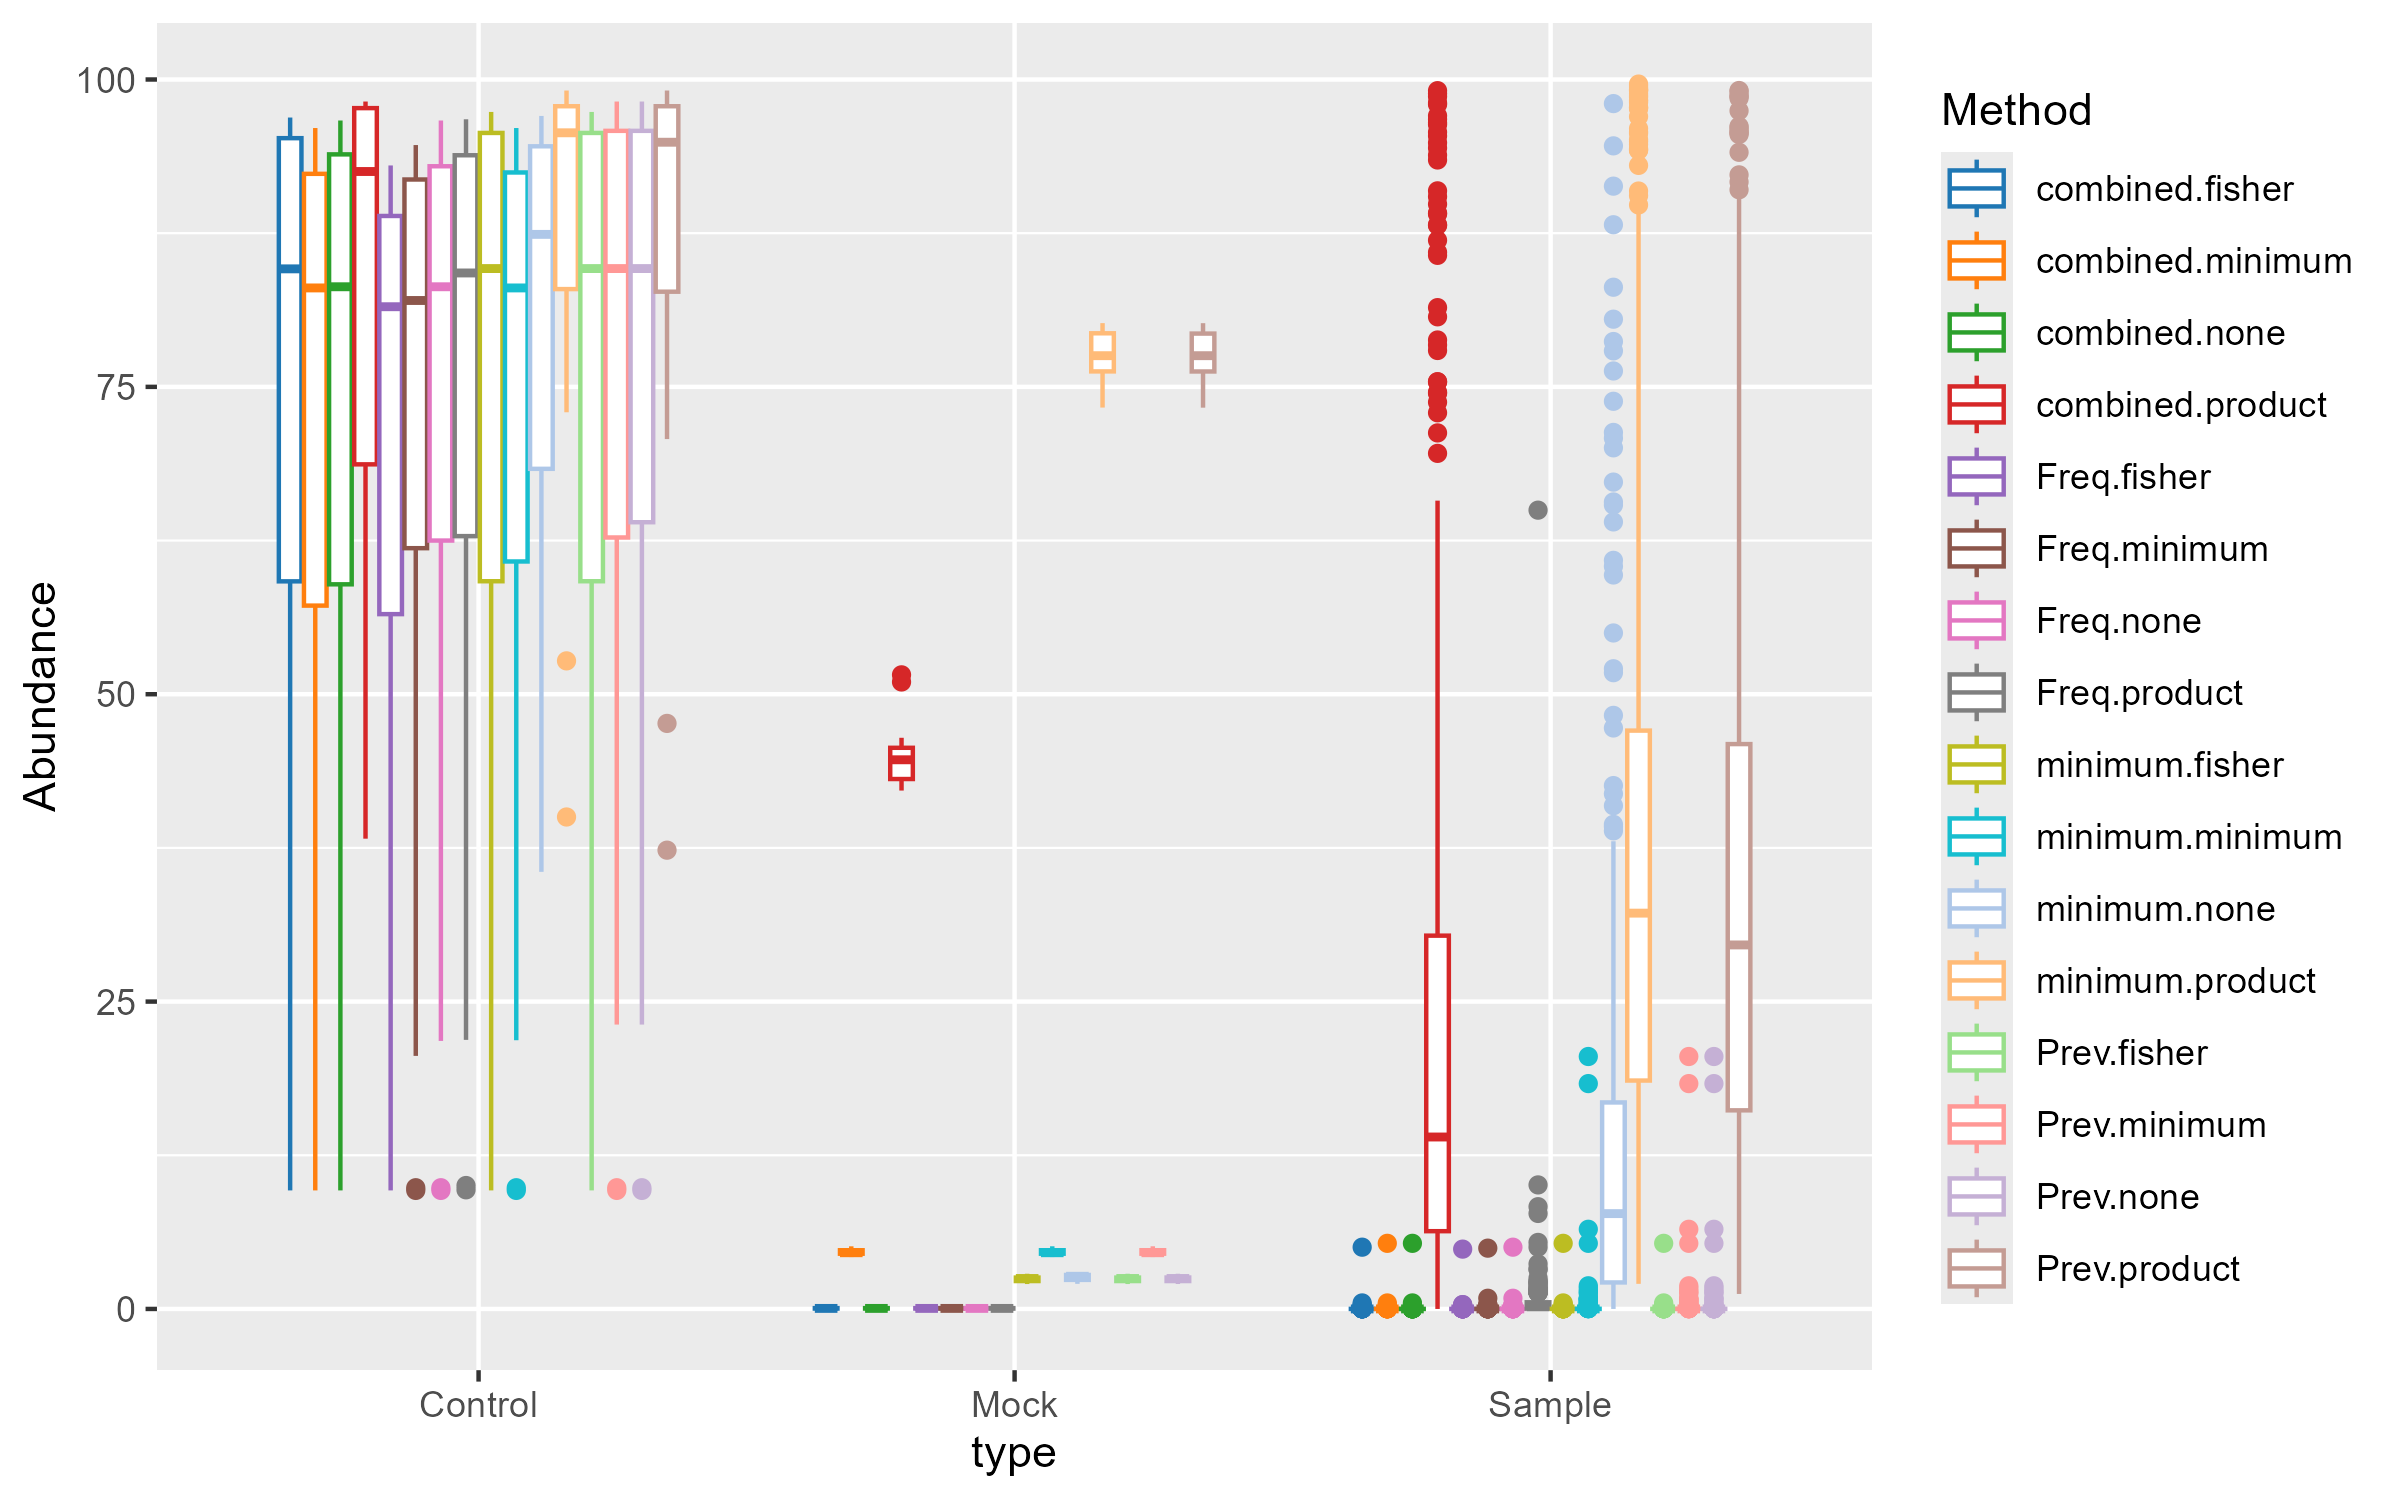 Abundance
100
75
50
25
0
Control
Mock
Sample
type
Method
combined.fisher
combined.minimum
combined.none
combined.product
Freq.fisher
Freq.minimum
Freq.none
Freq.product
minimum.fisher
minimum.minimum
minimum.none
minimum.product
Prev.fisher
Prev.minimum
Prev.none
Prev.product